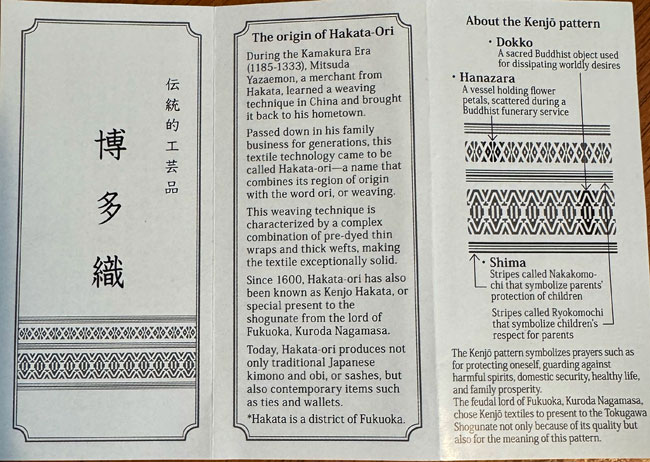 伝統的工芸品
博多織
The origin of Hakata-Ori
During the Kamakura Era
(1185-1333), Mitsuda
Yazaemon, a merchant from
Hakata, learned a weaving
technique in China and brought
it back to his hometown.
Passed down in his family
business for generations, this
textile technology came to be
called Hakata-ori—a name that
combines its region of origin
with the word ori, or weaving.
This weaving technique is
characterized by a complex
combination of pre-dyed thin
wraps and thick wefts, making
the textile exceptionally solid.
Since 1600, Hakata-ori has also
been known as Kenjo Hakata, or
special present to the
shogunate from the lord of
Fukuoka, Kuroda Nagamasa.
Today, Hakata-ori produces not
only traditional Japanese
kimono and obi, or sashes, but
also contemporary items such
as ties and wallets.
*Hakata is a district of Fukuoka.
About the Kenjō pattern
・Dokko
A sacred Buddhist object used
for dissipating worldly desires
・Hanazara
A vessel holding flower
petals, scattered during a
Buddhist funerary service
・Shima
Stripes called Nakakomo-
chi that symbolize parents'
protection of children
Stripes called Ryokomochi
that symbolize children's
respect for parents
The Kenjō pattern symbolizes prayers such as
for protecting oneself, guarding against
harmful spirits, domestic security, healthy life,
and family prosperity.
The feudal lord of Fukuoka, Kuroda Nagamasa,
chose Kenjō textiles to present to the Tokugawa
Shogunate not only because of its quality but
also for the meaning of this pattern.